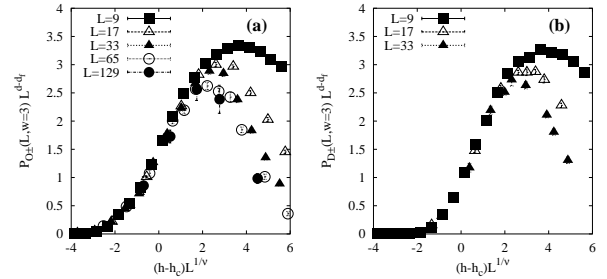 (a)
L=9
L=17
L=33
L=65
L=129
P_{O±}(L,w=3) L^{d-d_f}
4
3.5
3
2.5
2
1.5
1
0.5
0
-4 -2 0 2 4 6
(h-h_c)L^{1/ν}
(b)
L=9
L=17
L=33
P_{D±}(L,w=3) L^{d-d_f}
4
3.5
3
2.5
2
1.5
1
0.5
0
-4 -2 0 2 4 6
(h-h_c)L^{1/ν}